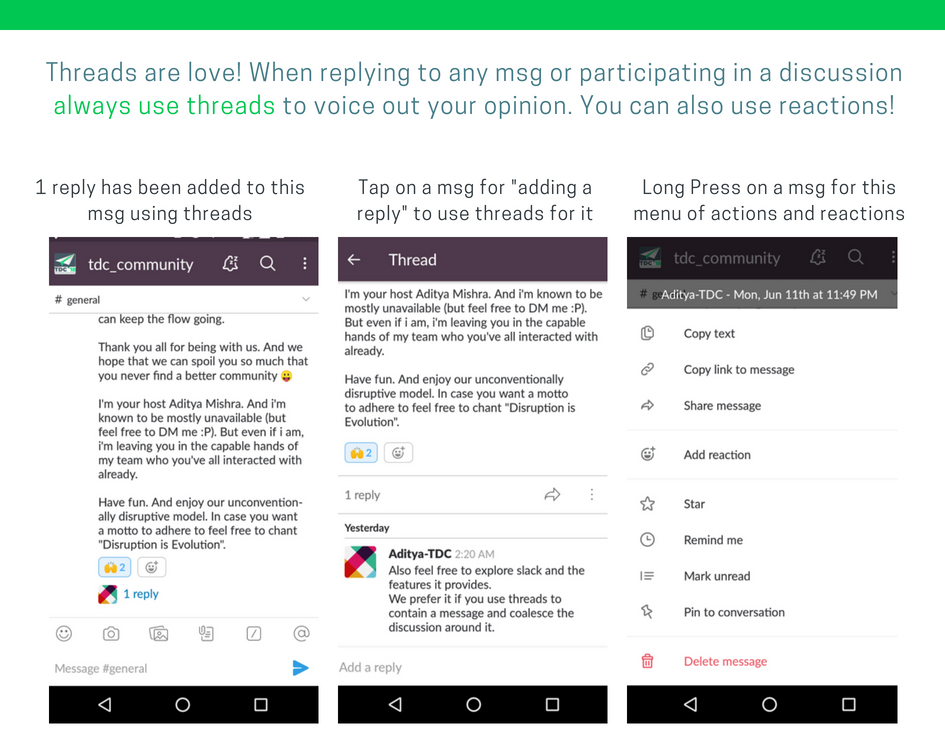 Threads are love! When replying to any msg or participating in a discussion
always use threads to voice out your opinion. You can also use reactions!
1 reply has been added to this
msg using threads
TDC
tdc_community
# general
can keep the flow going.
Thank you all for being with us. And we
hope that we can spoil you so much that
you never find a better community 😛
I'm your host Aditya Mishra. And i'm
known to be mostly unavailable (but
feel free to DM me :P). But even if i am,
i'm leaving you in the capable hands of
my team who you've all interacted with
already.
Have fun. And enjoy our unconvention-
ally disruptive model. In case you want
a motto to adhere to feel free to chant
"Disruption is Evolution".
🙌 2
1 reply
Message #general
Tap on a msg for "adding a
reply" to use threads for it
Thread
I'm your host Aditya Mishra. And i'm known to be
mostly unavailable (but feel free to DM me :P).
But even if i am, i'm leaving you in the capable
hands of my team who you've all interacted with
already.
Have fun. And enjoy our unconventionally
disruptive model. In case you want a motto
to adhere to feel free to chant "Disruption is
Evolution".
🙌 2
1 reply
Yesterday
Aditya-TDC 2:20 AM
Also feel free to explore slack and the
features it provides.
We prefer it if you use threads to
contain a message and coalesce the
discussion around it.
Add a reply
Long Press on a msg for this
menu of actions and reactions
TDC
tdc_community
Aditya-TDC - Mon, Jun 11th at 11:49 PM
Copy text
Copy link to message
Share message
Add reaction
Star
Remind me
Mark unread
Pin to conversation
Delete message